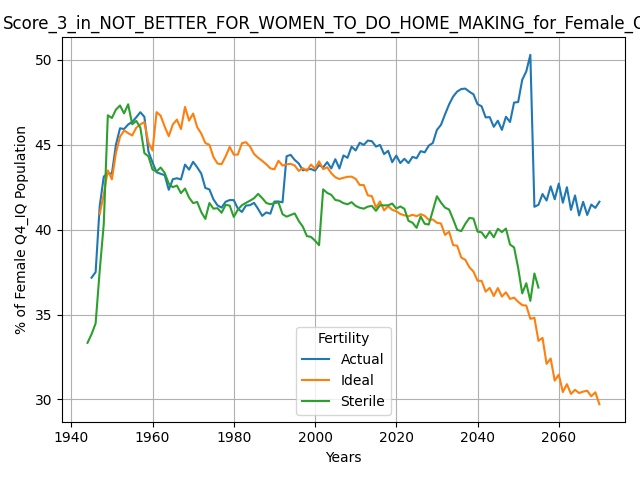 Score_3_in_NOT_BETTER_FOR_WOMEN_TO_DO_HOME_MAKING_for_Female_
% of Female Q4_IQ Population
50
45
40
35
30
Fertility
Actual
Ideal
Sterile
1940
1960
1980
2000
2020
2040
2060
Years